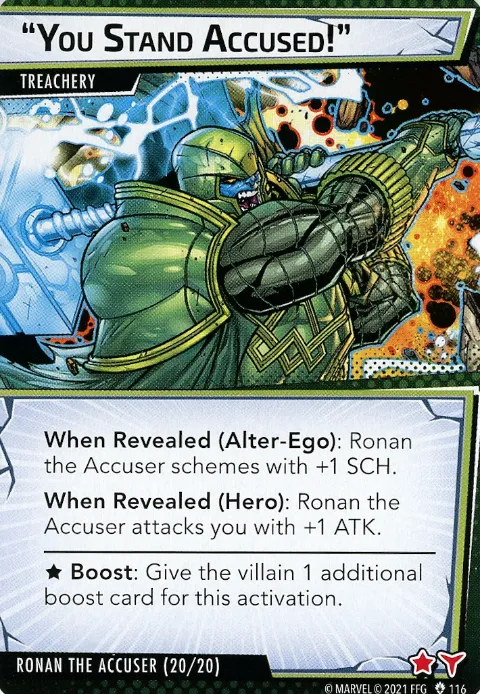 “YOU STAND ACCUSED!”
TREACHERY
When Revealed (Alter-Ego): Ronan
the Accuser schemes with +1 SCH.
When Revealed (Hero): Ronan the
Accuser attacks you with +1 ATK.
★ Boost: Give the villain 1 additional
boost card for this activation.
RONAN THE ACCUSER (20/20)
© MARVEL © 2021 FFG 116